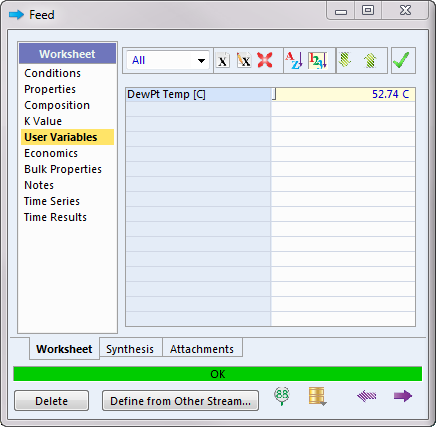 Feed
Worksheet
Conditions
Properties
Composition
K Value
User Variables
Economics
Bulk Properties
Notes
Time Series
Time Results
All
DewPt Temp [C] 52.74 C
Worksheet Synthesis Attachments
OK
Delete Define from Other Stream...